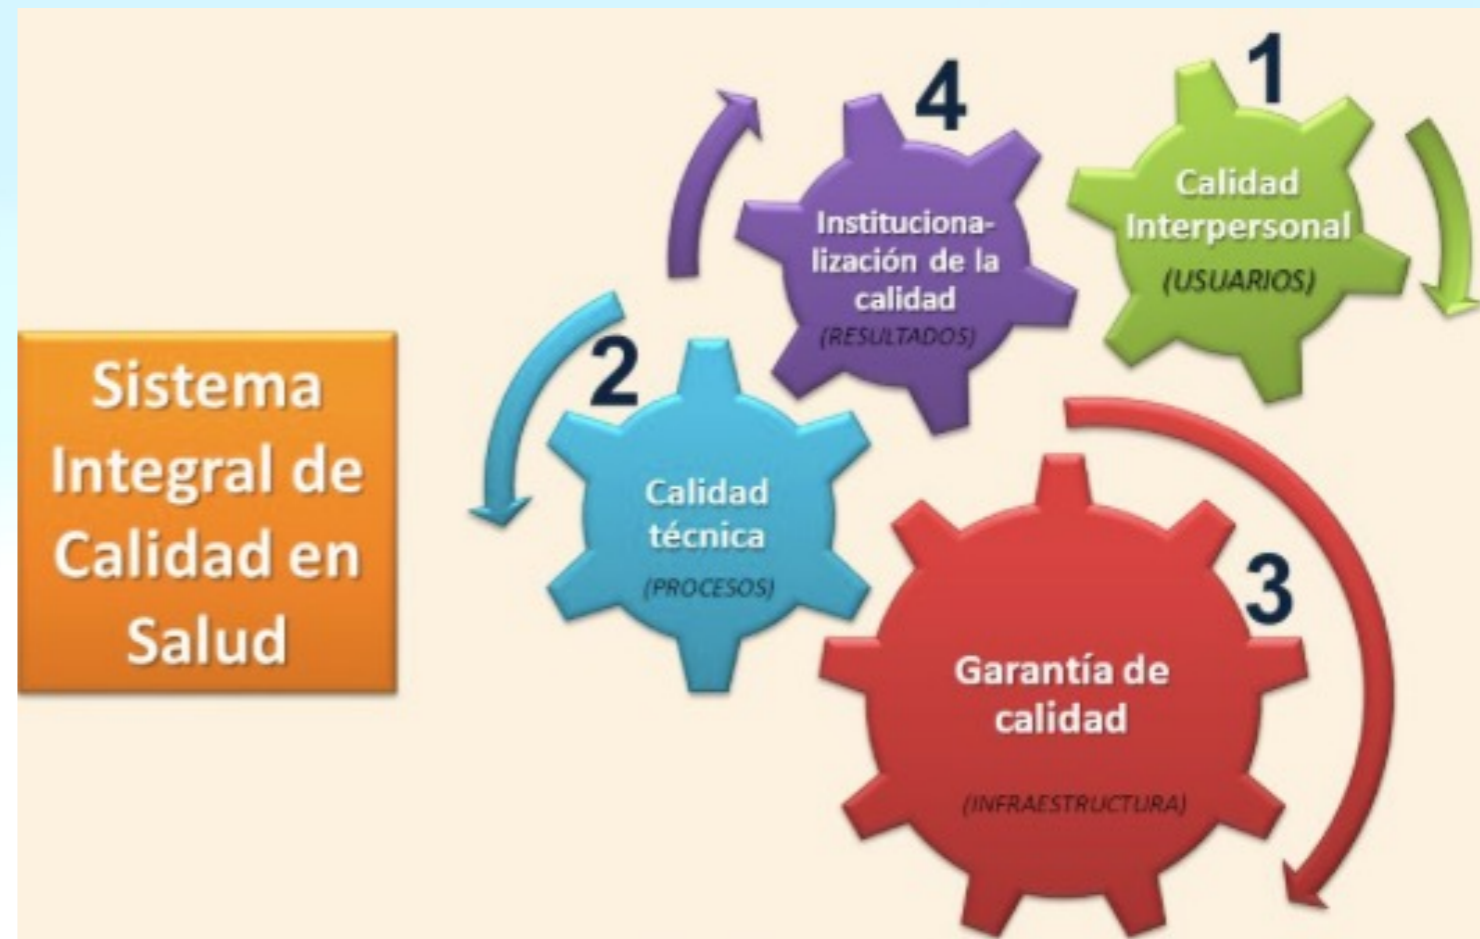 Sistema
Integral de
Calidad en
Salud
1
Calidad
Interpersonal
(USUARIOS)
2
Calidad
técnica
(PROCESOS)
3
Garantía de
calidad
(INFRAESTRUCTURA)
4
Instituciona-
lización de la
calidad
(RESULTADOS)